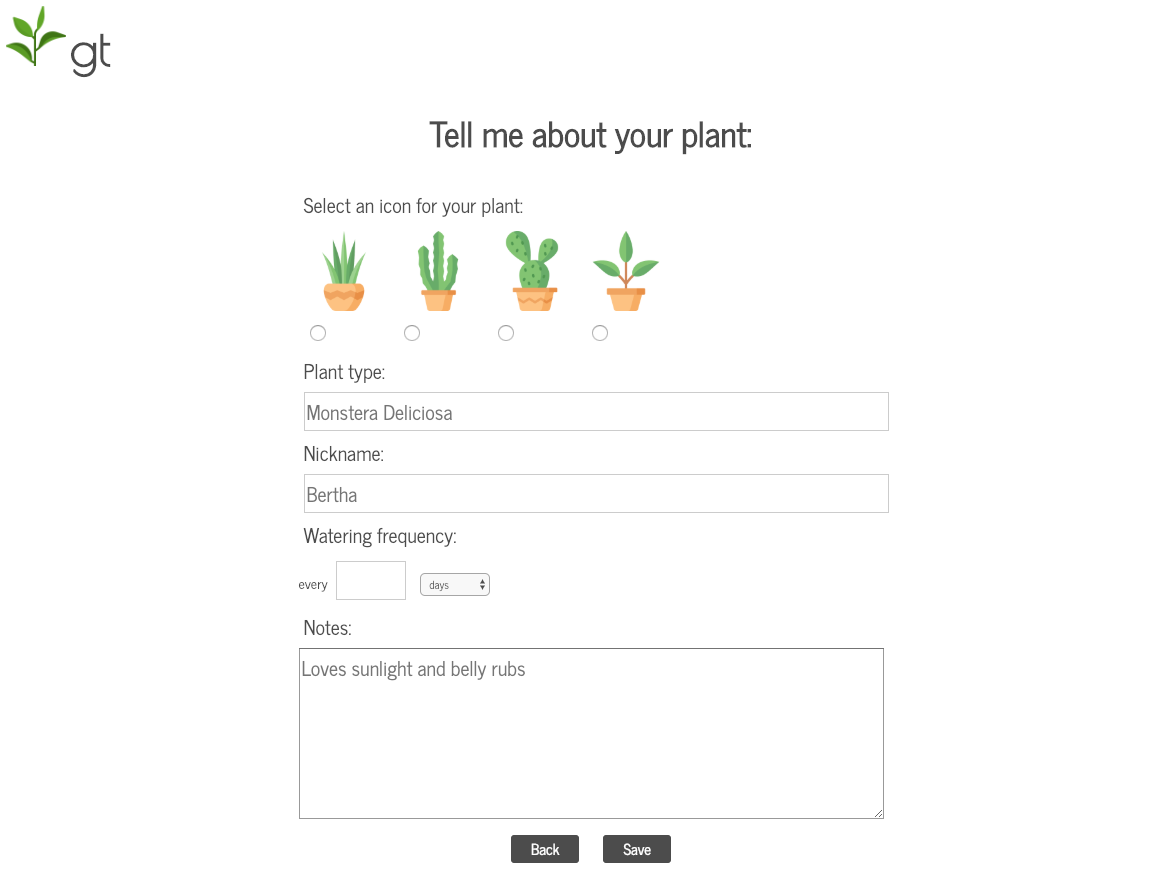 gt
Tell me about your plant:
Select an icon for your plant:
Plant type:
Monstera Deliciosa
Nickname:
Bertha
Watering frequency:
every days
Notes:
Loves sunlight and belly rubs
Back Save